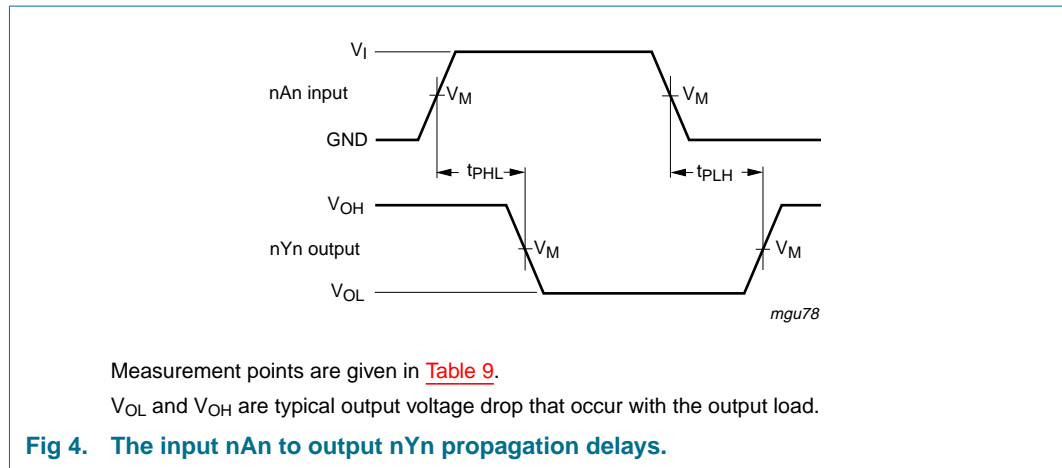 VI
nAn input
VM
VM
GND
tPHL
tPLH
VOH
nYn output
VM
VM
VOL
mgu78
Measurement points are given in Table 9.
VOL and VOH are typical output voltage drop that occur with the output load.
Fig 4. The input nAn to output nYn propagation delays.